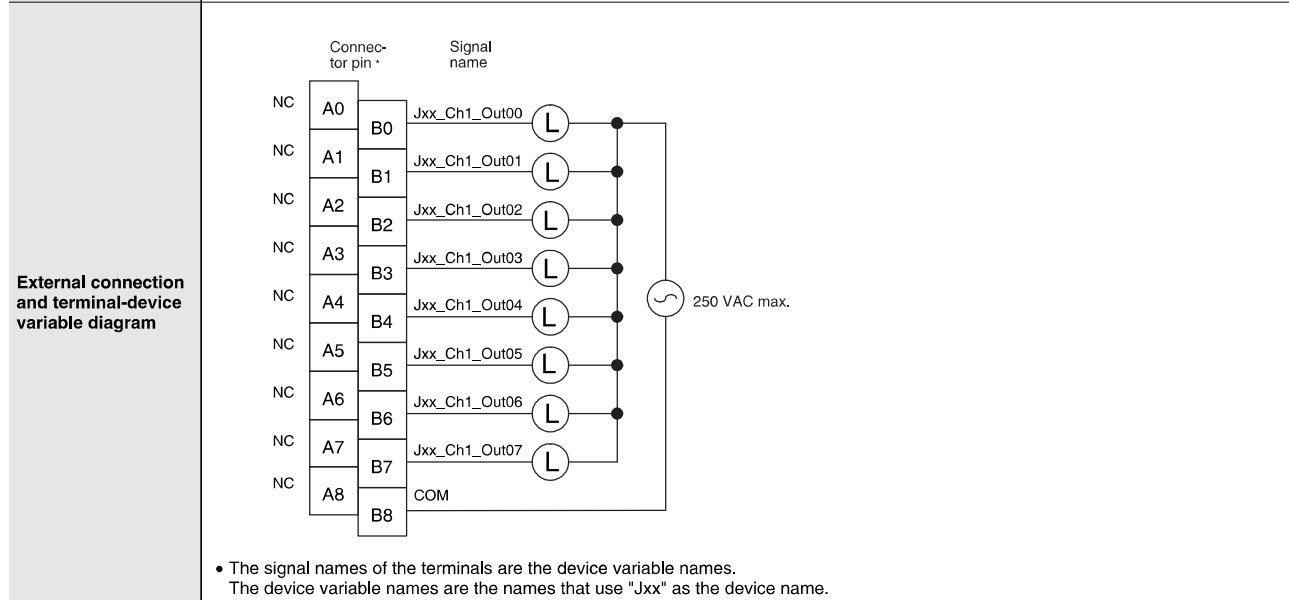 External connection
and terminal-device
variable diagram
Connec-
tor pin *
Signal
name
NC A0
B0 Jxx_Ch1_Out00 L
NC A1
B1 Jxx_Ch1_Out01 L
NC A2
B2 Jxx_Ch1_Out02 L
NC A3
B3 Jxx_Ch1_Out03 L
NC A4
B4 Jxx_Ch1_Out04 L
250 VAC max.
NC A5
B5 Jxx_Ch1_Out05 L
NC A6
B6 Jxx_Ch1_Out06 L
NC A7
B7 Jxx_Ch1_Out07 L
NC A8
B8 COM
• The signal names of the terminals are the device variable names.
The device variable names are the names that use "Jxx" as the device name.